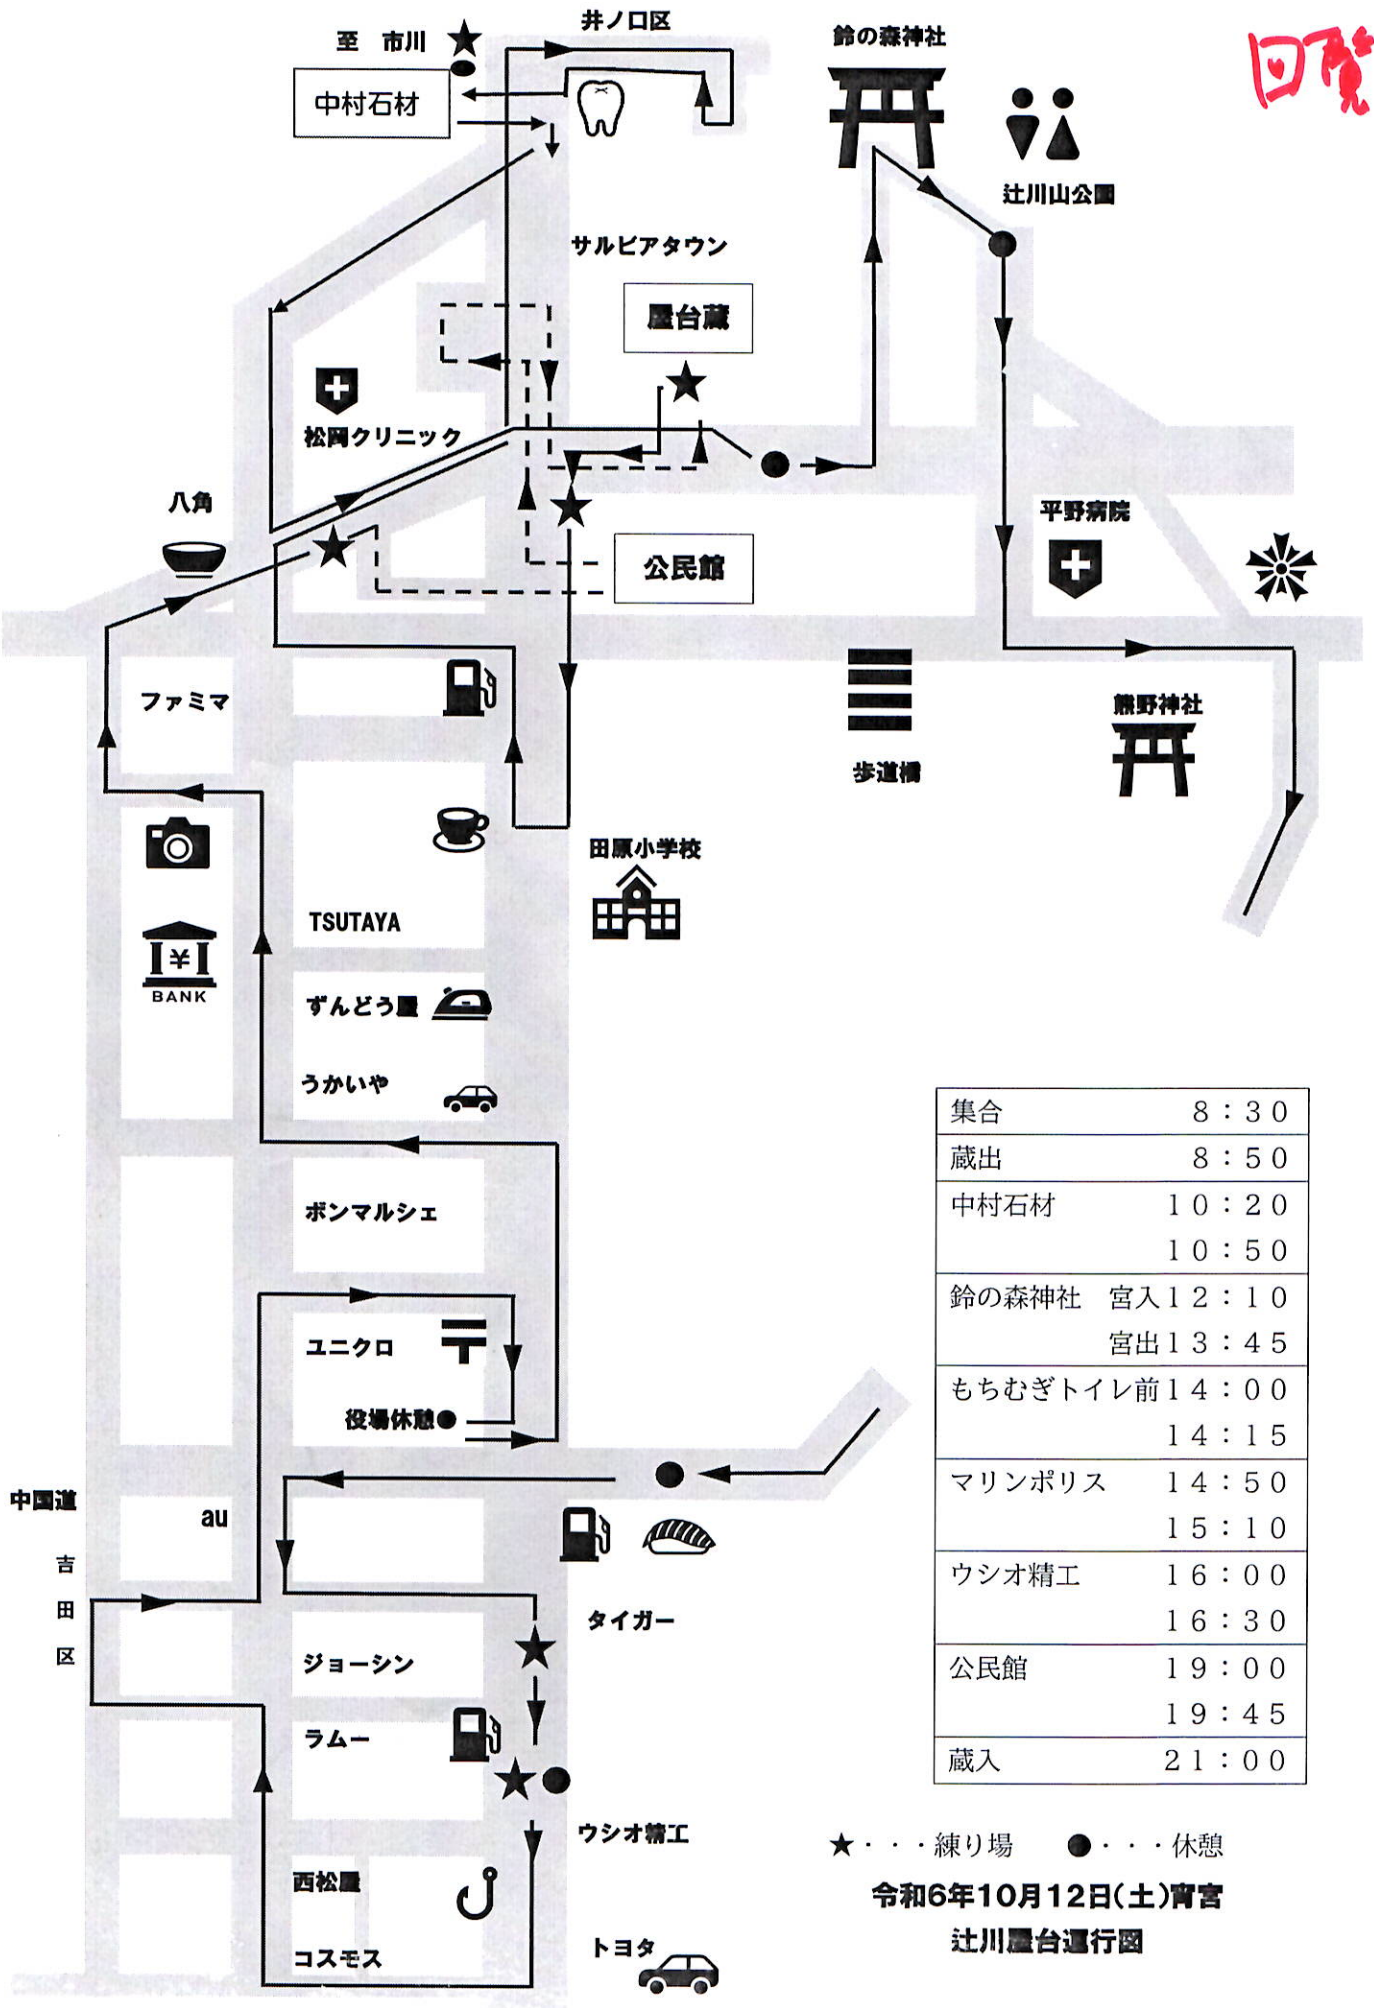 井ノ口区
回覧
至 市川
鈴の森神社
中村石材
辻川山公園
サルビアタウン
屋台蔵
松岡クリニック
八角
平野病院
公民館
ファミマ
熊野神社
歩道橋
田原小学校
TSUTAYA
BANK
ずんどう屋
うかいや
ボンマルシェ
ユニクロ
役場休憩●
中国道
au
吉田区
タイガー
ジョーシン
ラムー
ウシオ精工
西松屋
コスモス
トヨタ
集合 8:30
蔵出 8:50
中村石材 10:20
10:50
鈴の森神社 宮入12:10
宮出13:45
もちむぎトイレ前14:00
14:15
マリンポリス 14:50
15:10
ウシオ精工 16:00
16:30
公民館 19:00
19:45
蔵入 21:00
★・・・練り場 ●・・・休憩
令和6年10月12日(土)宵宮
辻川屋台運行図